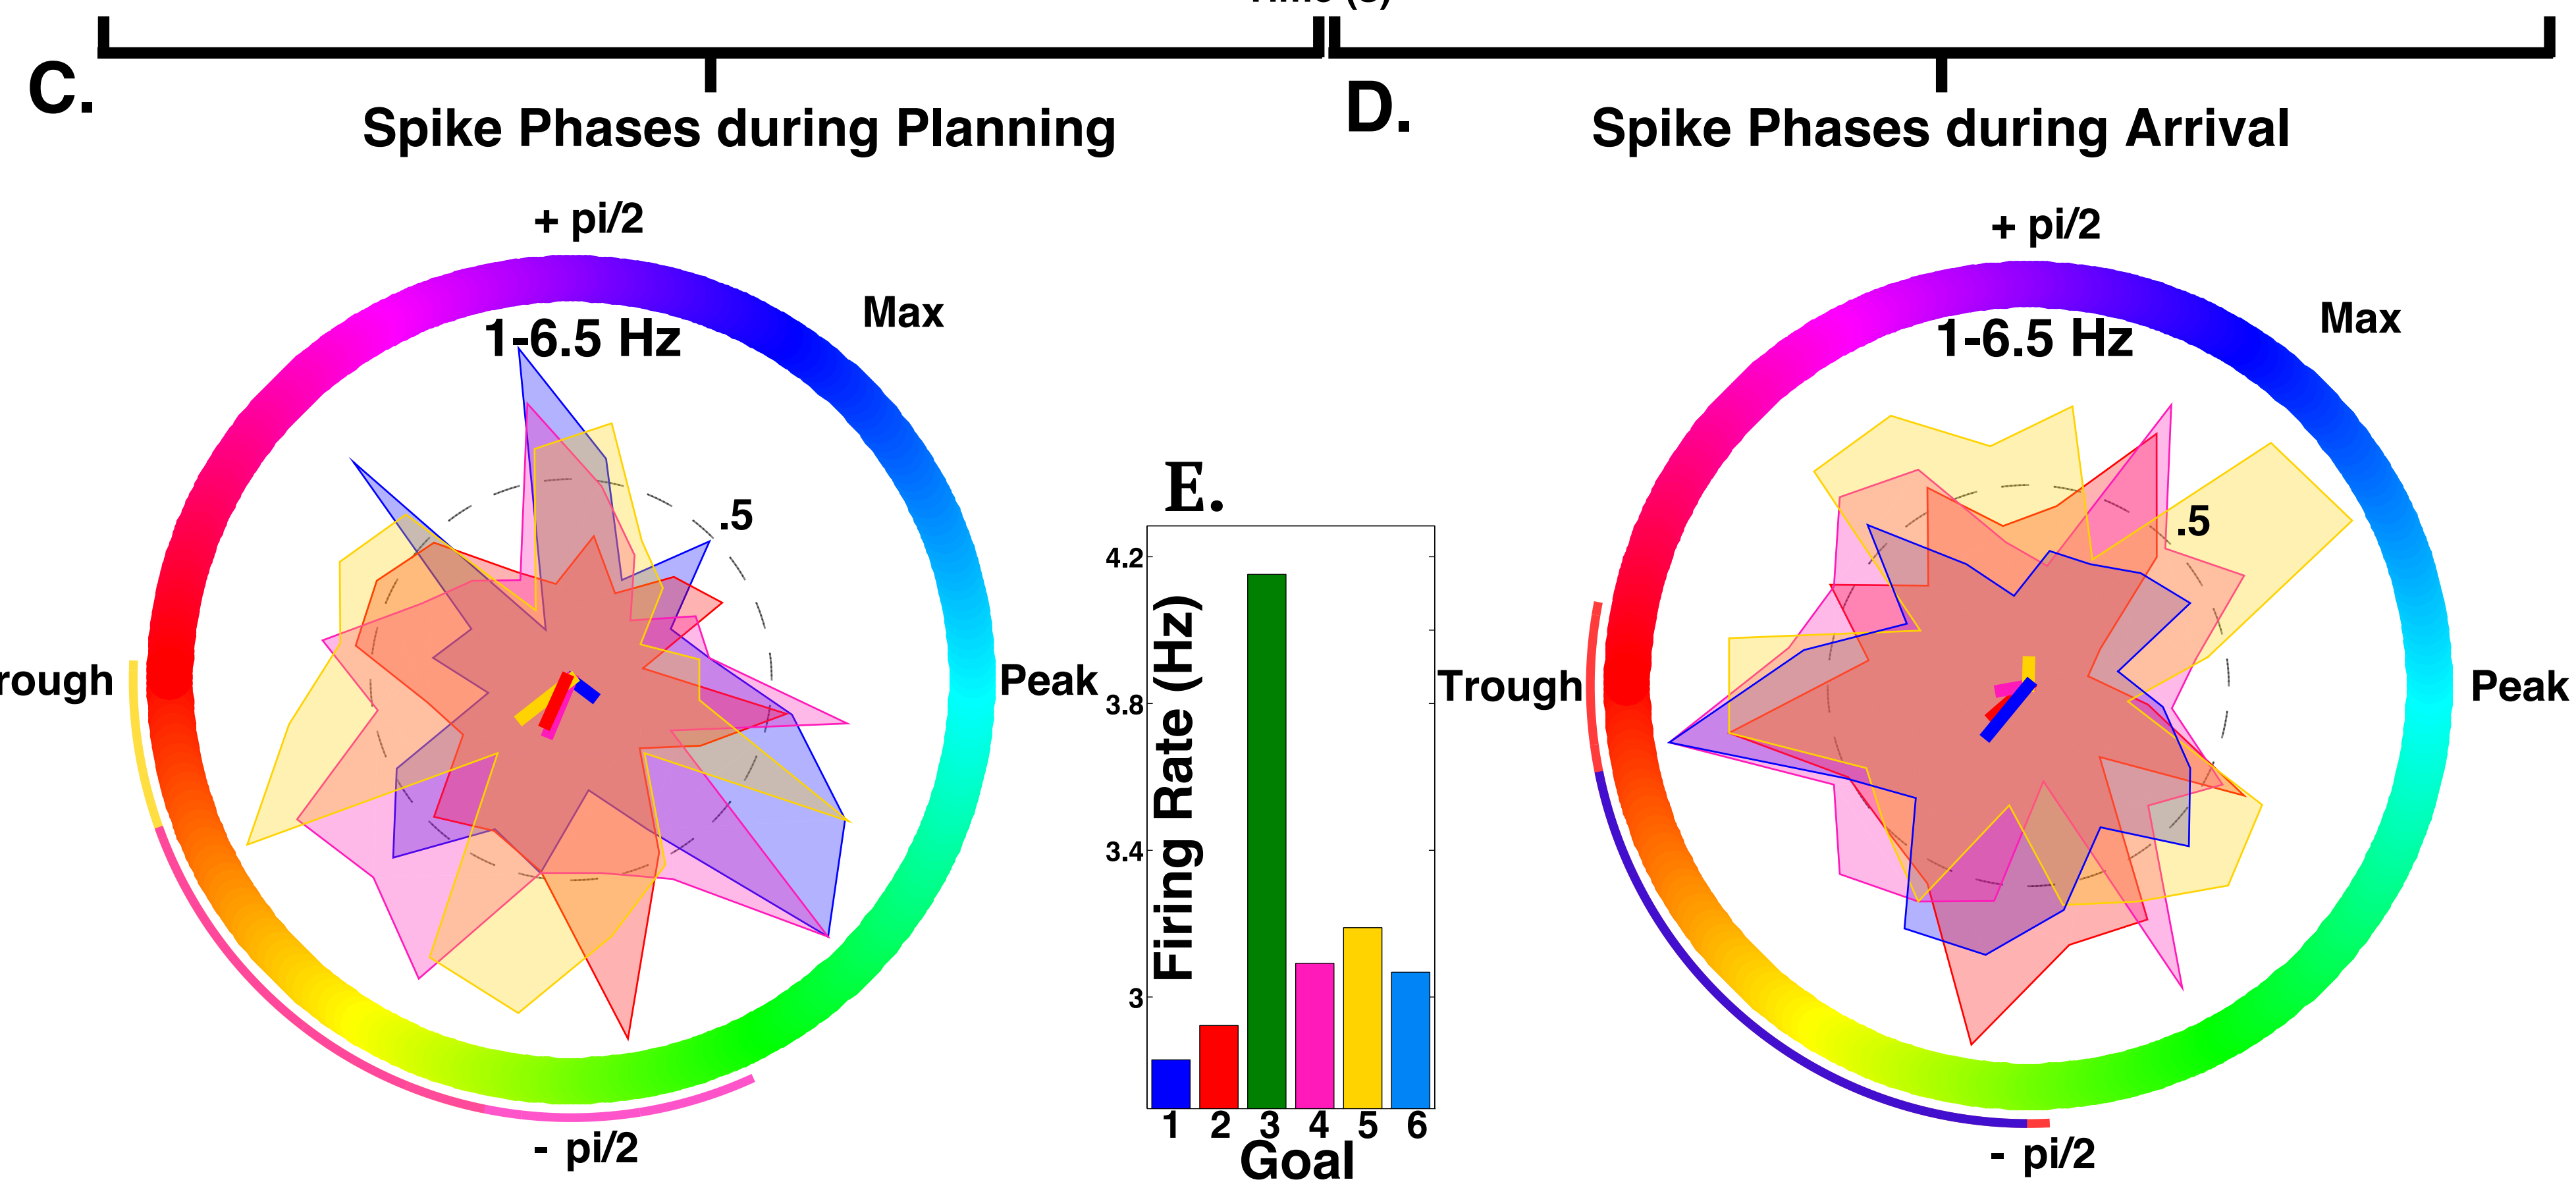 C.
Spike Phases during Planning
+ pi/2
Max
1-6.5 Hz
.5
rough
Peak
- pi/2
D.
Spike Phases during Arrival
+ pi/2
Max
1-6.5 Hz
.5
Trough
Peak
- pi/2
E.
Firing Rate (Hz)
4.2
3.8
3.4
3
1 2 3 4 5 6
Goal